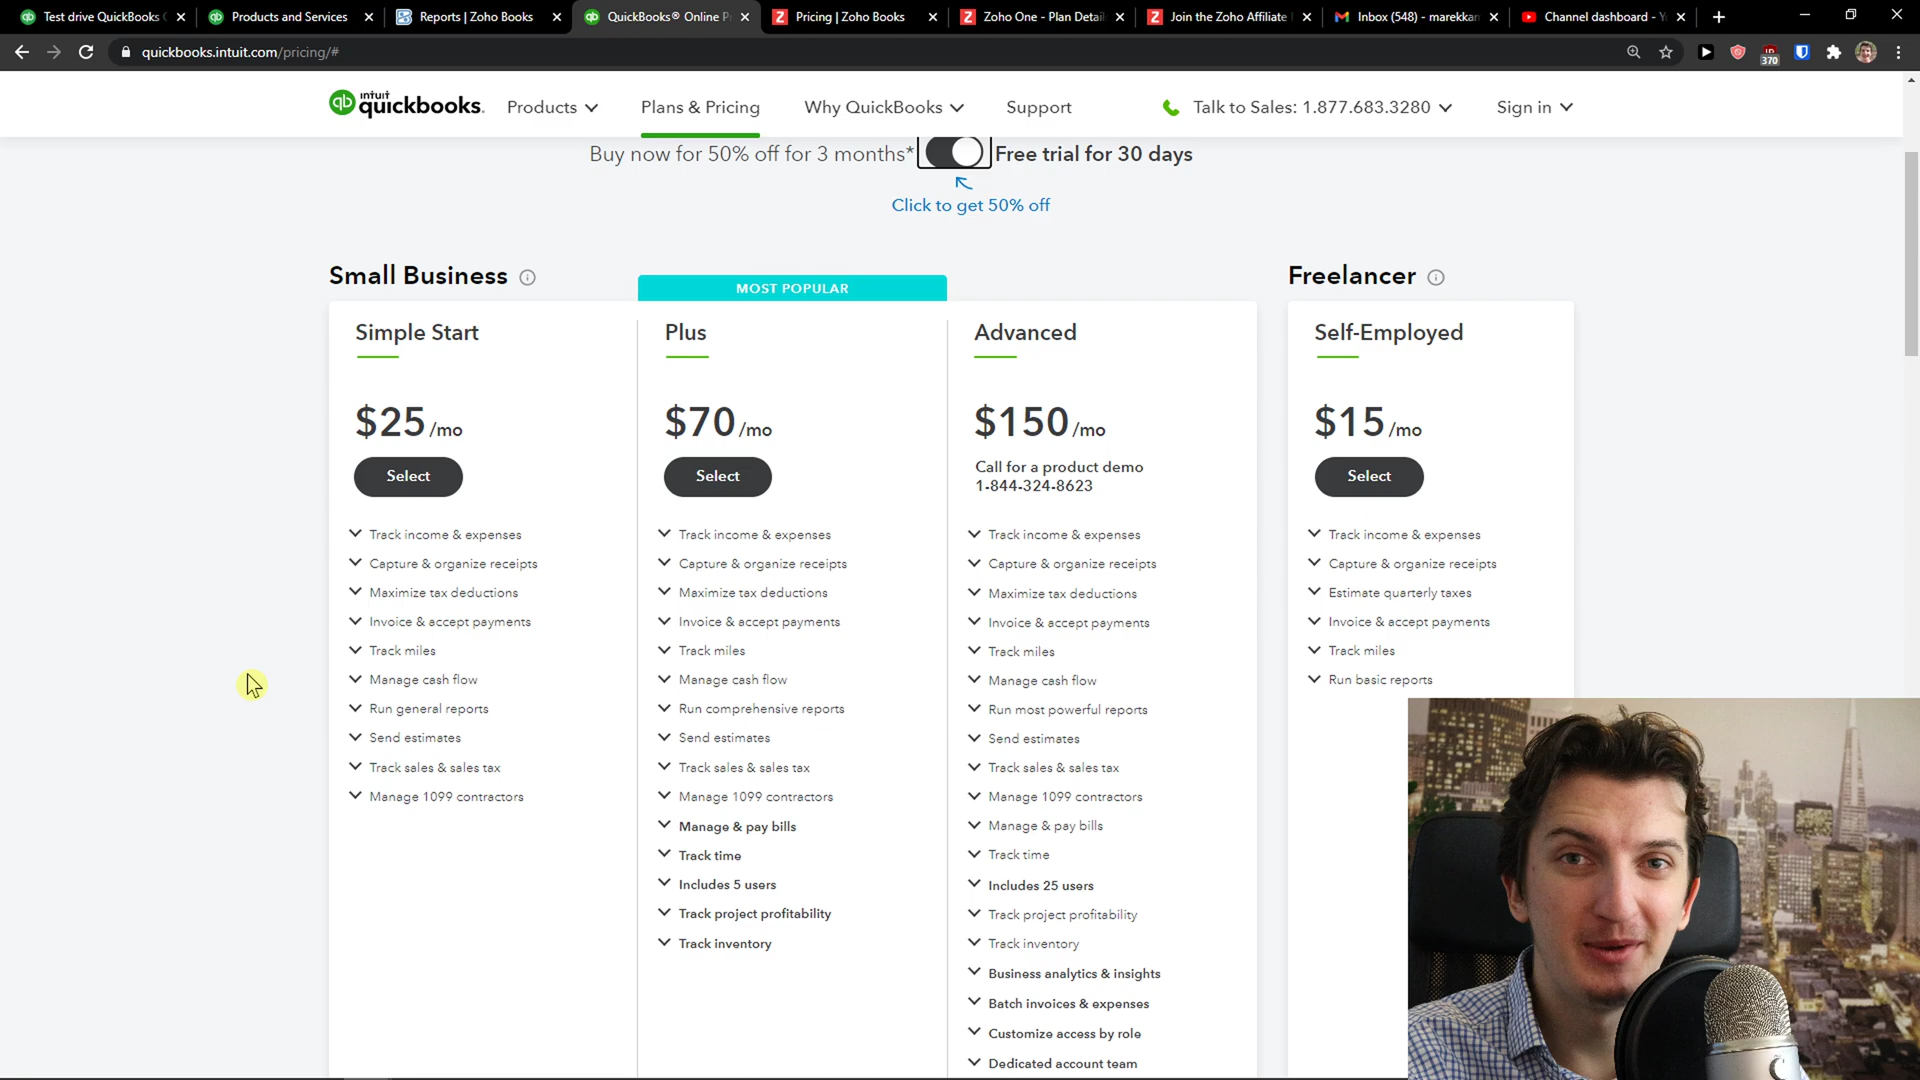 Test drive QuickBooks
Products and Services
Reports | Zoho Books
QuickBooks® Online P
Pricing | Zoho Books
Zoho One - Plan Detail
Join the Zoho Affiliate
Inbox (548) - marekkan
Channel dashboard - Y
quickbooks.intuit.com/pricing/#
370
intuit
quickbooks.
Products
Plans & Pricing
Why QuickBooks
Support
Talk to Sales: 1.877.683.3280
Sign in
Buy now for 50% off for 3 months*
Free trial for 30 days
Click to get 50% off
Small Business
MOST POPULAR
Simple Start
$25 /mo
Select
Track income & expenses
Capture & organize receipts
Maximize tax deductions
Invoice & accept payments
Track miles
Manage cash flow
Run general reports
Send estimates
Track sales & sales tax
Manage 1099 contractors
Plus
$70 /mo
Select
Track income & expenses
Capture & organize receipts
Maximize tax deductions
Invoice & accept payments
Track miles
Manage cash flow
Run comprehensive reports
Send estimates
Track sales & sales tax
Manage 1099 contractors
Manage & pay bills
Track time
Includes 5 users
Track project profitability
Track inventory
Advanced
$150 /mo
Call for a product demo
1-844-324-8623
Track income & expenses
Capture & organize receipts
Maximize tax deductions
Invoice & accept payments
Track miles
Manage cash flow
Run most powerful reports
Send estimates
Track sales & sales tax
Manage 1099 contractors
Manage & pay bills
Track time
Includes 25 users
Track project profitability
Track inventory
Business analytics & insights
Batch invoices & expenses
Customize access by role
Dedicated account team
Freelancer
Self-Employed
$15 /mo
Select
Track income & expenses
Capture & organize receipts
Estimate quarterly taxes
Invoice & accept payments
Track miles
Run basic reports